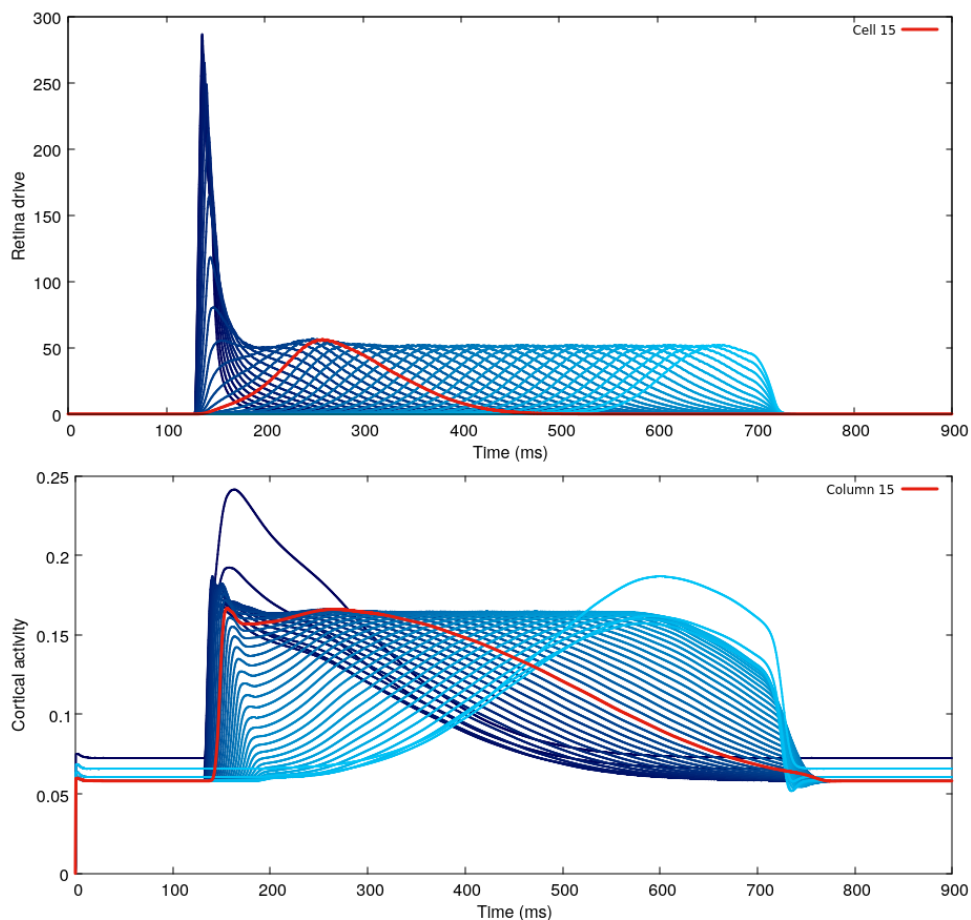 300
250
200
150
100
50
0
Retina drive
Cell 15
0 100 200 300 400 500 600 700 800 900
Time (ms)
0.25
0.2
0.15
0.1
0.05
0
Cortical activity
Column 15
0 100 200 300 400 500 600 700 800 900
Time (ms)